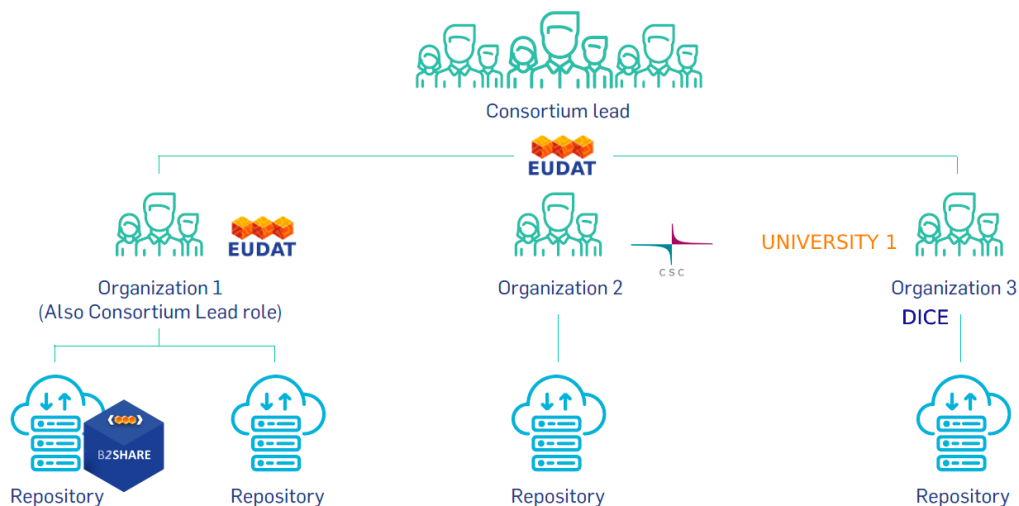 Consortium lead
EUDAT
EUDAT
CSC
UNIVERSITY 1
Organization 1
(Also Consortium Lead role)
Organization 2
Organization 3
DICE
B2SHARE
Repository
Repository
Repository
Repository